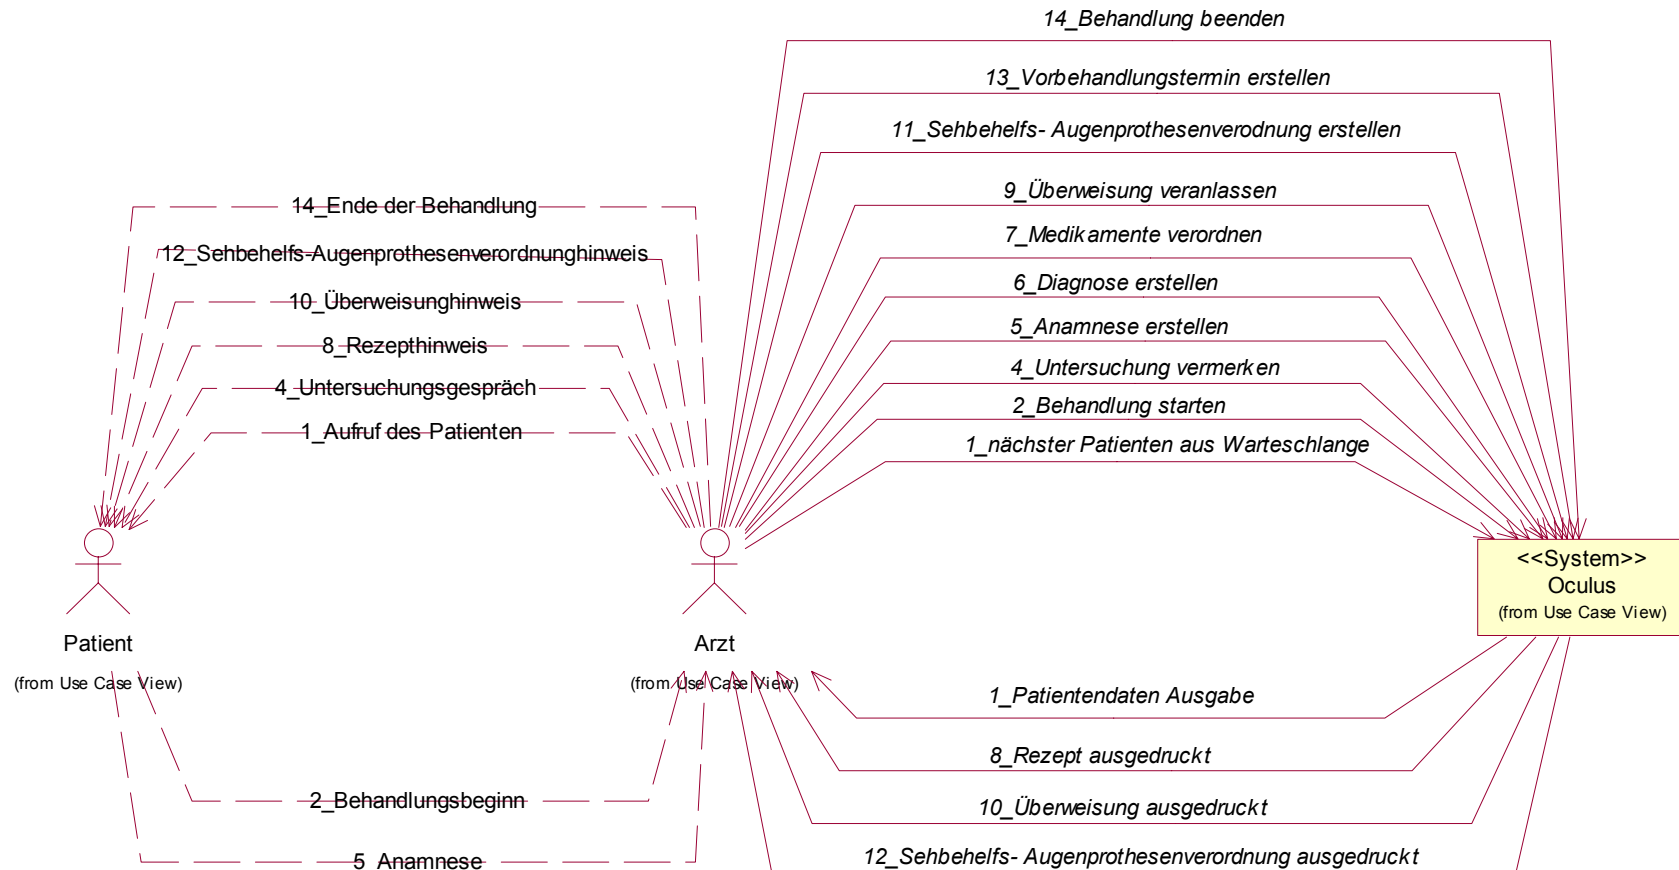 14_Behandlung beenden
13_Vorbehandlungstermin erstellen
11_Sehbehelfs- Augenprothesenverodnung erstellen
9_Überweisung veranlassen
7_Medikamente verordnen
6_Diagnose erstellen
5_Anamnese erstellen
4_Untersuchung vermerken
2_Behandlung starten
1_nächster Patienten aus Warteschlange
14_Ende der Behandlung
12_Sehbehelfs-Augenprothesenverordnunghinweis
10_Überweisunghinweis
8_Rezepthinweis
4_Untersuchungsgespräch
1_Aufruf des Patienten
Patient
(from Use Case View)
Arzt
(from Use Case View)
<<System>>
Oculus
(from Use Case View)
1_Patientendaten Ausgabe
8_Rezept ausgedruckt
10_Überweisung ausgedruckt
12_Sehbehelfs- Augenprothesenverordnung ausgedruckt
2_Behandlungsbeginn
5_Anamnese